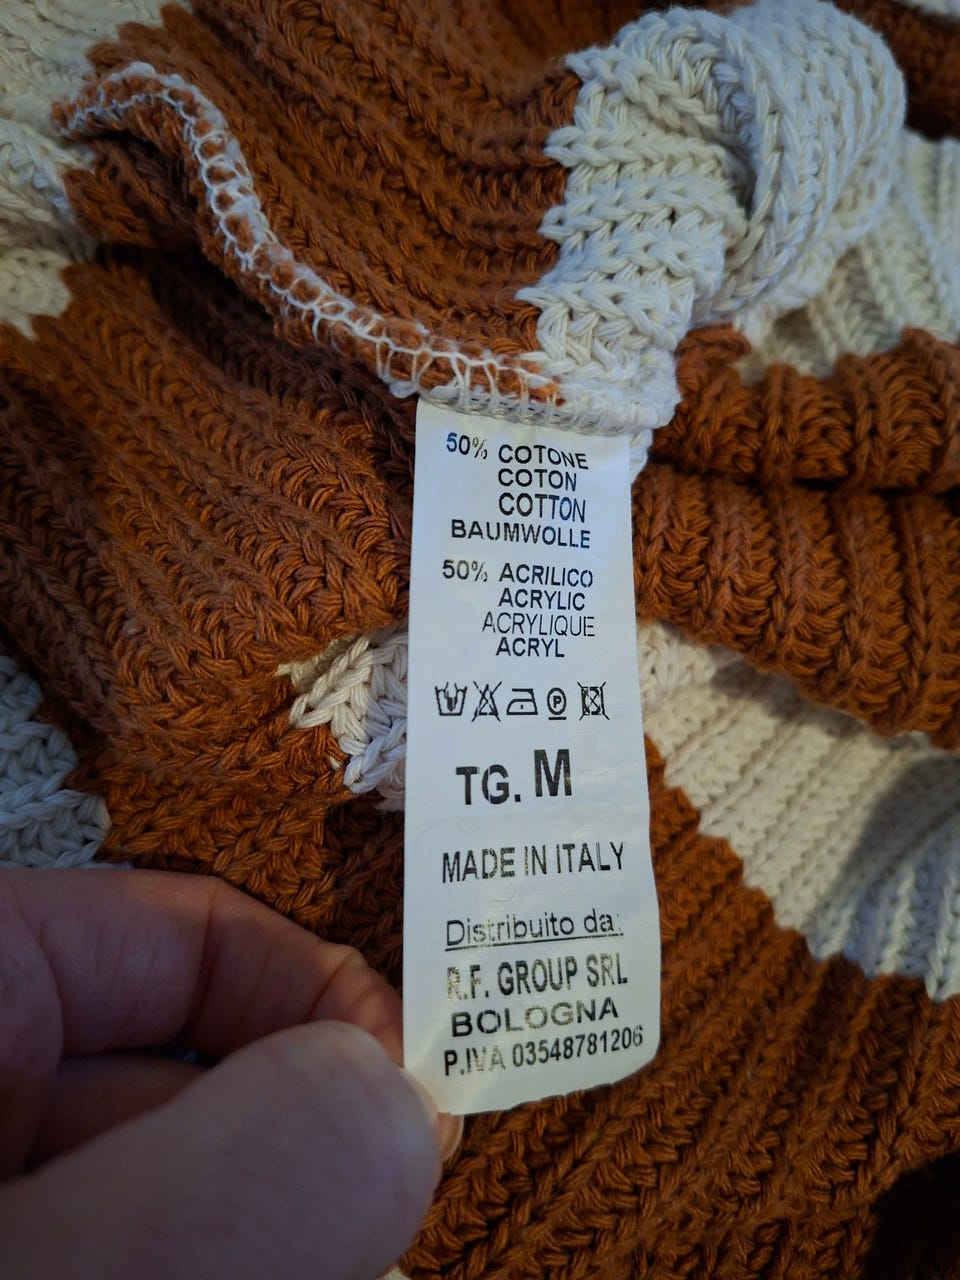 50% COTONE
COTON
COTTON
BAUMWOLLE
50% ACRILICO
ACRYLIC
ACRYLIQUE
ACRYL
TG. M
MADE IN ITALY
Distribuito da:
R.F. GROUP SRL
BOLOGNA
P.IVA 03548781206